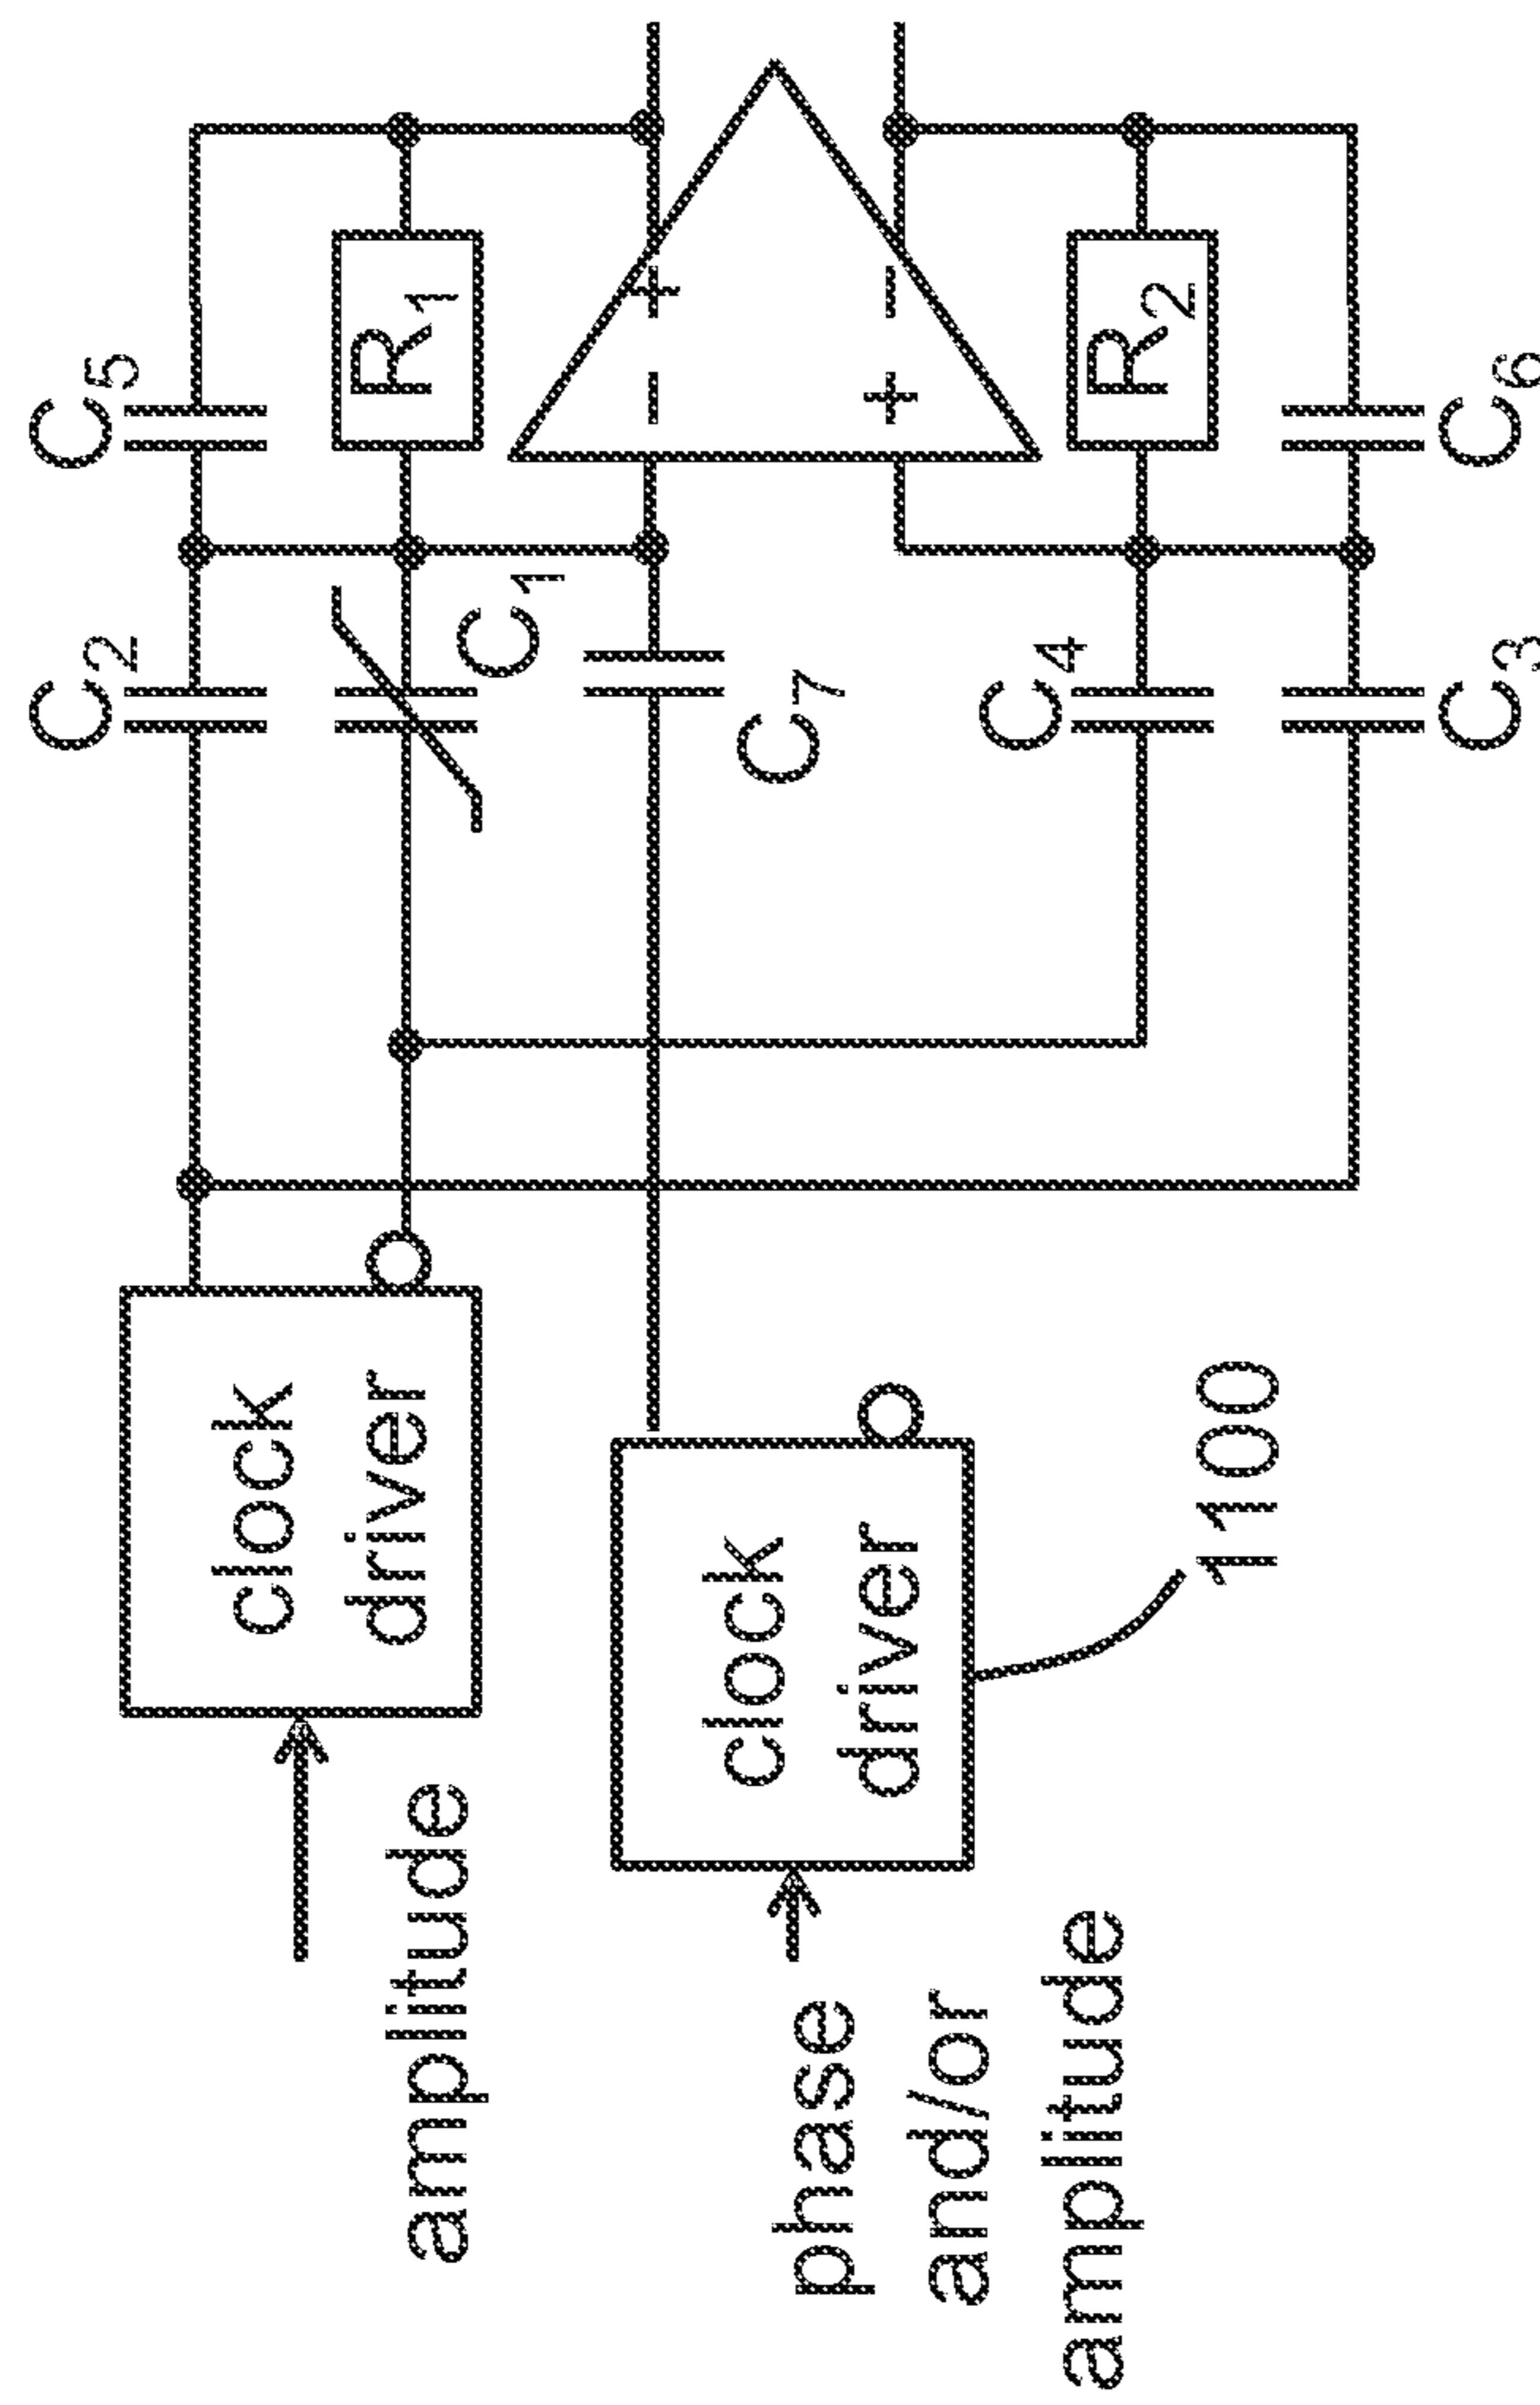 amplitude
clock
driver
phase
and/or
amplitude
clock
driver
1100
C2
C1
C7
C4
C3
C5
R1
− +
+ −
R2
C6